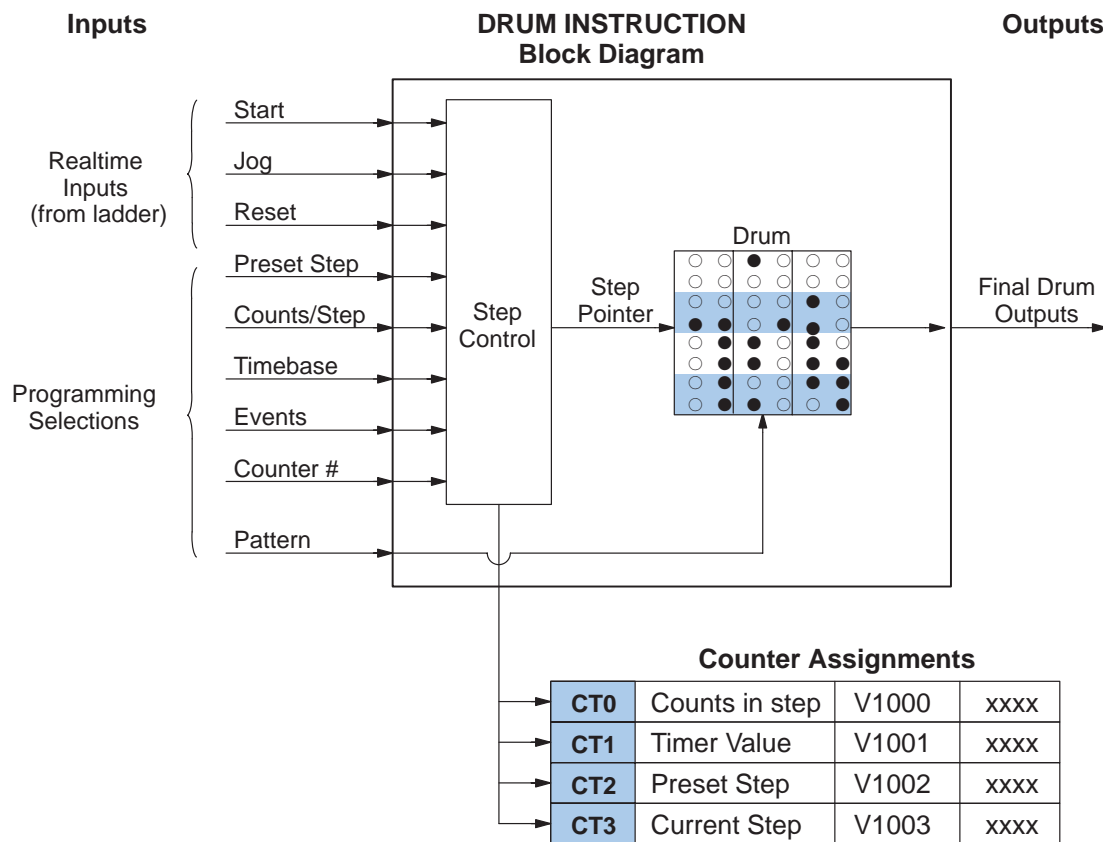 Inputs
DRUM INSTRUCTION
Block Diagram
Outputs
Realtime
Inputs
(from ladder)
Start
Jog
Reset
Programming
Selections
Preset Step
Counts/Step
Timebase
Events
Counter #
Pattern
Step
Control
Step
Pointer
Drum
Final Drum
Outputs
Counter Assignments
CT0 Counts in step V1000 xxxx
CT1 Timer Value V1001 xxxx
CT2 Preset Step V1002 xxxx
CT3 Current Step V1003 xxxx